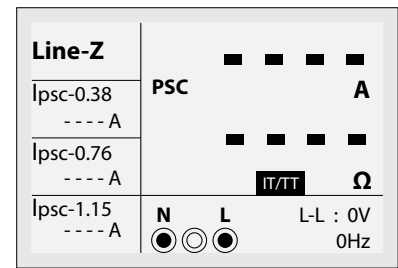 Line-Z
Ipsc-0.38
---- A
Ipsc-0.76
---- A
Ipsc-1.15
---- A
PSC
---- A
---- Ω
IT/TT
N L
L-L : 0V
0Hz